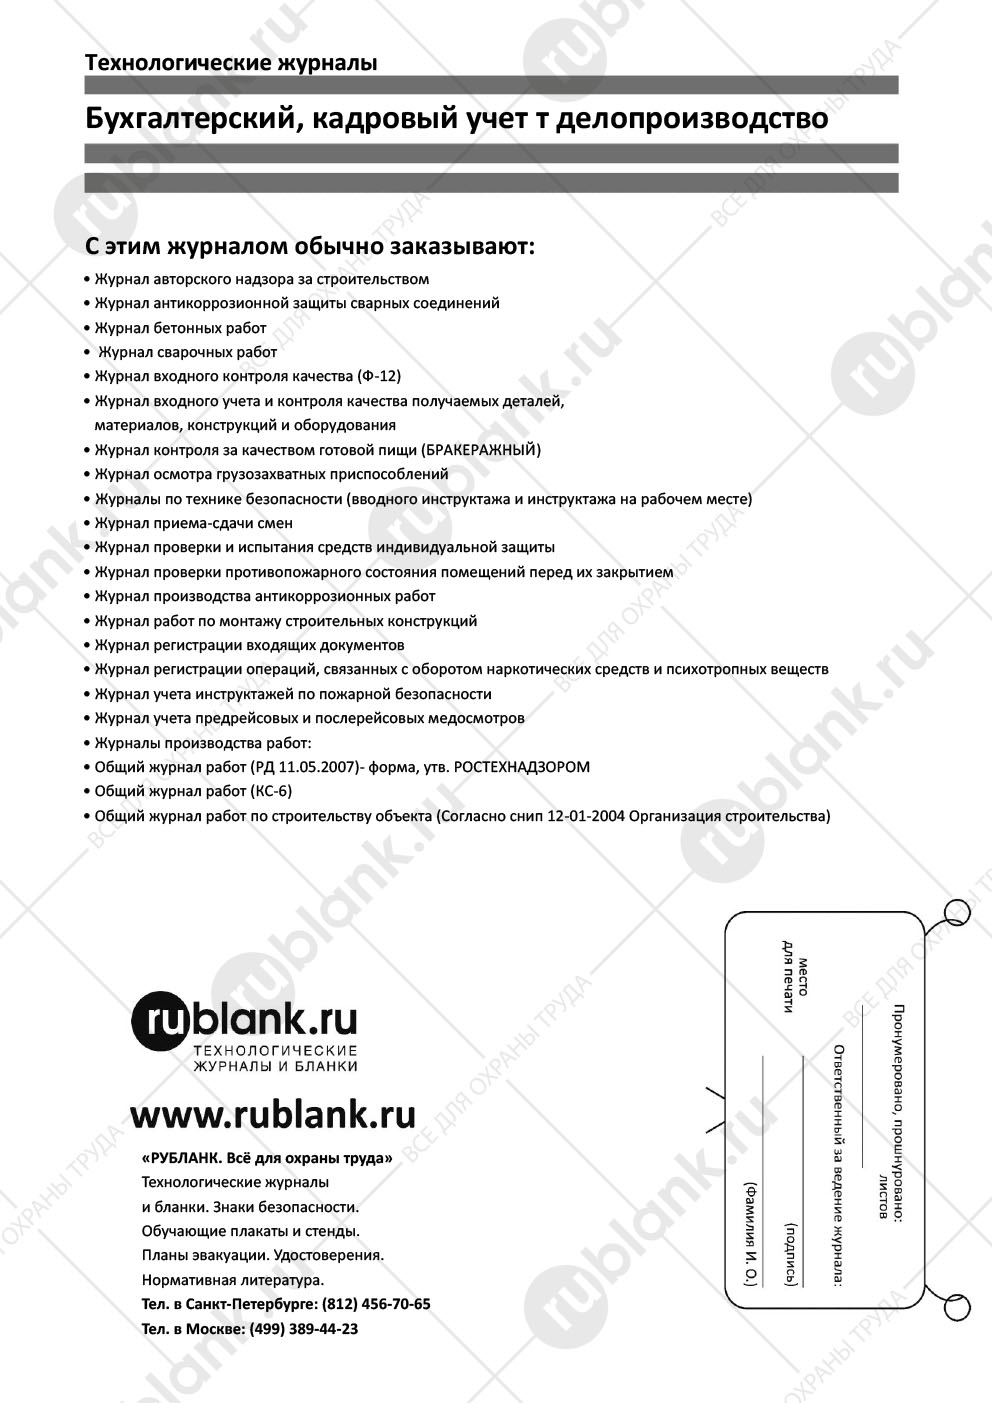 Технологические журналы
Бухгалтерский, кадровый учет т делопроизводство
С этим журналом обычно заказывают:
• Журнал авторского надзора за строительством
• Журнал антикоррозионной защиты сварных соединений
• Журнал бетонных работ
• Журнал сварочных работ
• Журнал входного контроля качества (Ф-12)
• Журнал входного учета и контроля качества получаемых деталей,
материалов, конструкций и оборудования
• Журнал контроля за качеством готовой пищи (БРАКЕРАЖНЫЙ)
• Журнал осмотра грузозахватных приспособлений
• Журналы по технике безопасности (вводного инструктажа и инструктажа на рабочем месте)
• Журнал приема-сдачи смен
• Журнал проверки и испытания средств индивидуальной защиты
• Журнал проверки противопожарного состояния помещений перед их закрытием
• Журнал производства антикоррозионных работ
• Журнал работ по монтажу строительных конструкций
• Журнал регистрации входящих документов
• Журнал регистрации операций, связанных с оборотом наркотических средств и психотропных веществ
• Журнал учета инструктажей по пожарной безопасности
• Журнал учета предрейсовых и послерейсовых медосмотров
• Журналы производства работ:
• Общий журнал работ (РД 11.05.2007)- форма, утв. РОСТЕХНАДЗОРОМ
• Общий журнал работ (КС-6)
• Общий журнал работ по строительству объекта (Согласно снип 12-01-2004 Организация строительства)
rublank.ru
ТЕХНОЛОГИЧЕСКИЕ
ЖУРНАЛЫ И БЛАНКИ
www.rublank.ru
«РУБЛАНК. Всё для охраны труда»
Технологические журналы
и бланки. Знаки безопасности.
Обучающие плакаты и стенды.
Планы эвакуации. Удостоверения.
Нормативная литература.
Тел. в Санкт-Петербурге: (812) 456-70-65
Тел. в Москве: (499) 389-44-23
Пронумеровано, прошнуровано:
листов
Ответственный за ведение журнала:
место
для печати
(подпись)
(Фамилия И. О.)
rublank.ru
ВСЕ ДЛЯ ОХРАНЫ ТРУДА